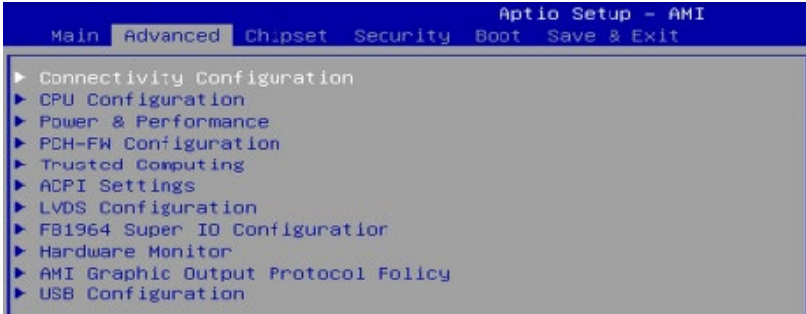 Aptio Setup – AMI
Main Advanced Chipset Security Boot Save & Exit
Connectivity Configuration
CPU Configuration
Power & Performance
PCH-FW Configuration
Trusted Computing
ACPI Settings
LVDS Configuration
F81964 Super IO Configuration
Hardware Monitor
AMI Graphic Output Protocol Policy
USB Configuration